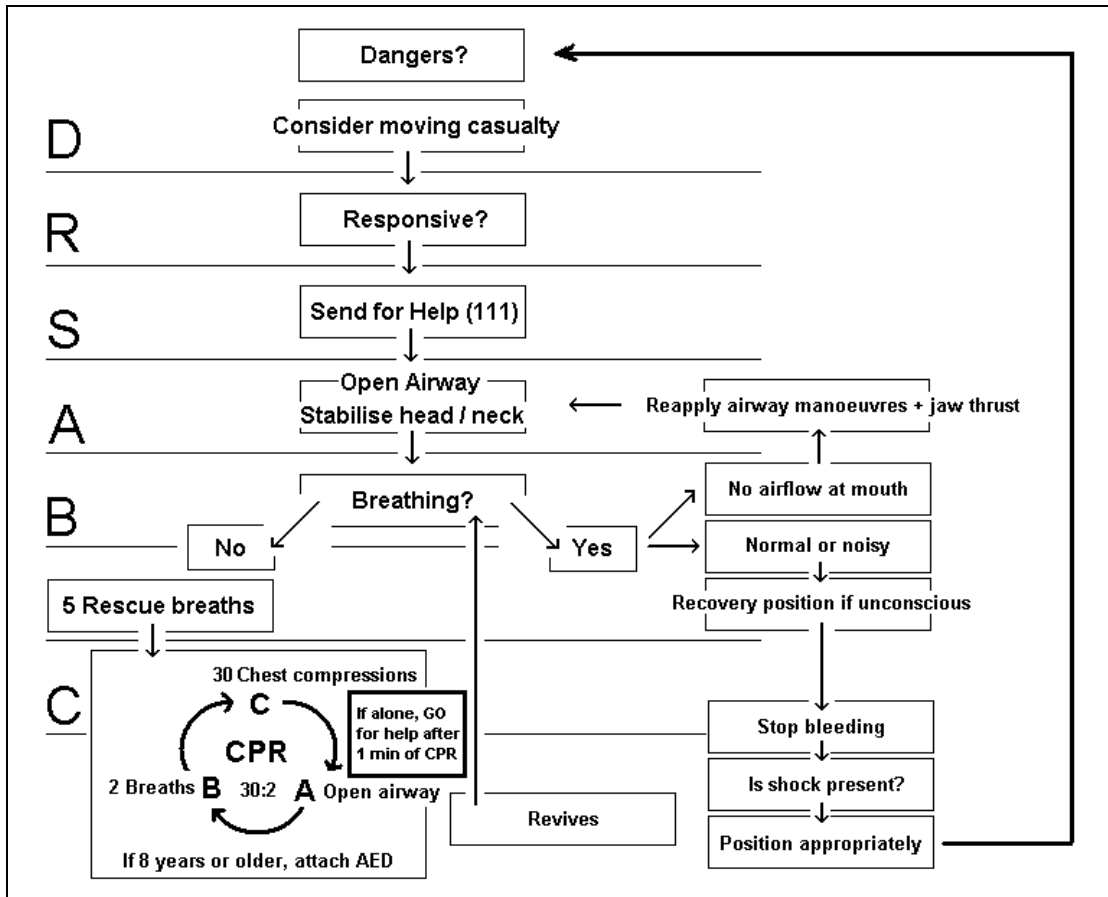 Dangers?
D
Consider moving casualty
R
Responsive?
S
Send for Help (111)
A
Open Airway
Stabilise head / neck
Reapply airway manoeuvres + jaw thrust
B
Breathing?
No airflow at mouth
No
Yes
Normal or noisy
5 Rescue breaths
Recovery position if unconscious
C
30 Chest compressions
C
If alone, GO
for help after
1 min of CPR
CPR
2 Breaths B 30:2 A Open airway
If 8 years or older, attach AED
Revives
Stop bleeding
Is shock present?
Position appropriately